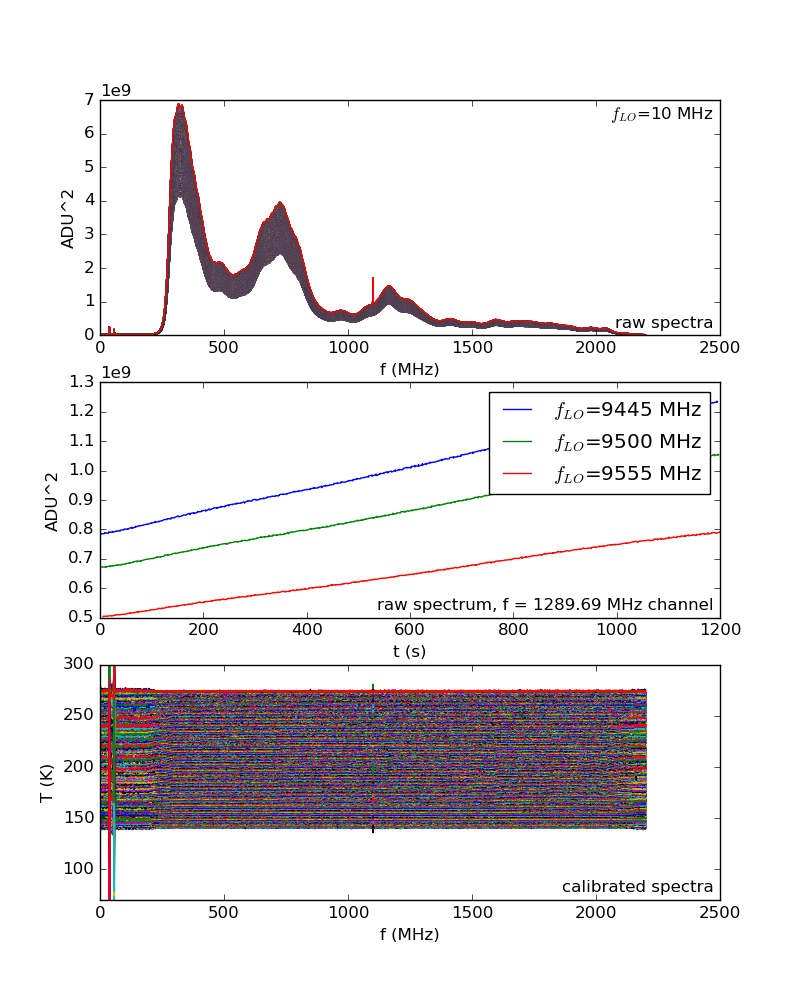 1e9
7
6
5
4
3
2
1
0
ADU^2
f_LO=10 MHz
raw spectra
0 500 1000 1500 2000 2500
f (MHz)
1e9
1.3
1.2
1.1
1.0
0.9
0.8
0.7
0.6
0.5
ADU^2
f_LO=9445 MHz
f_LO=9500 MHz
f_LO=9555 MHz
raw spectrum, f = 1289.69 MHz channel
0 200 400 600 800 1000 1200
t (s)
300
250
200
150
100
T (K)
calibrated spectra
0 500 1000 1500 2000 2500
f (MHz)